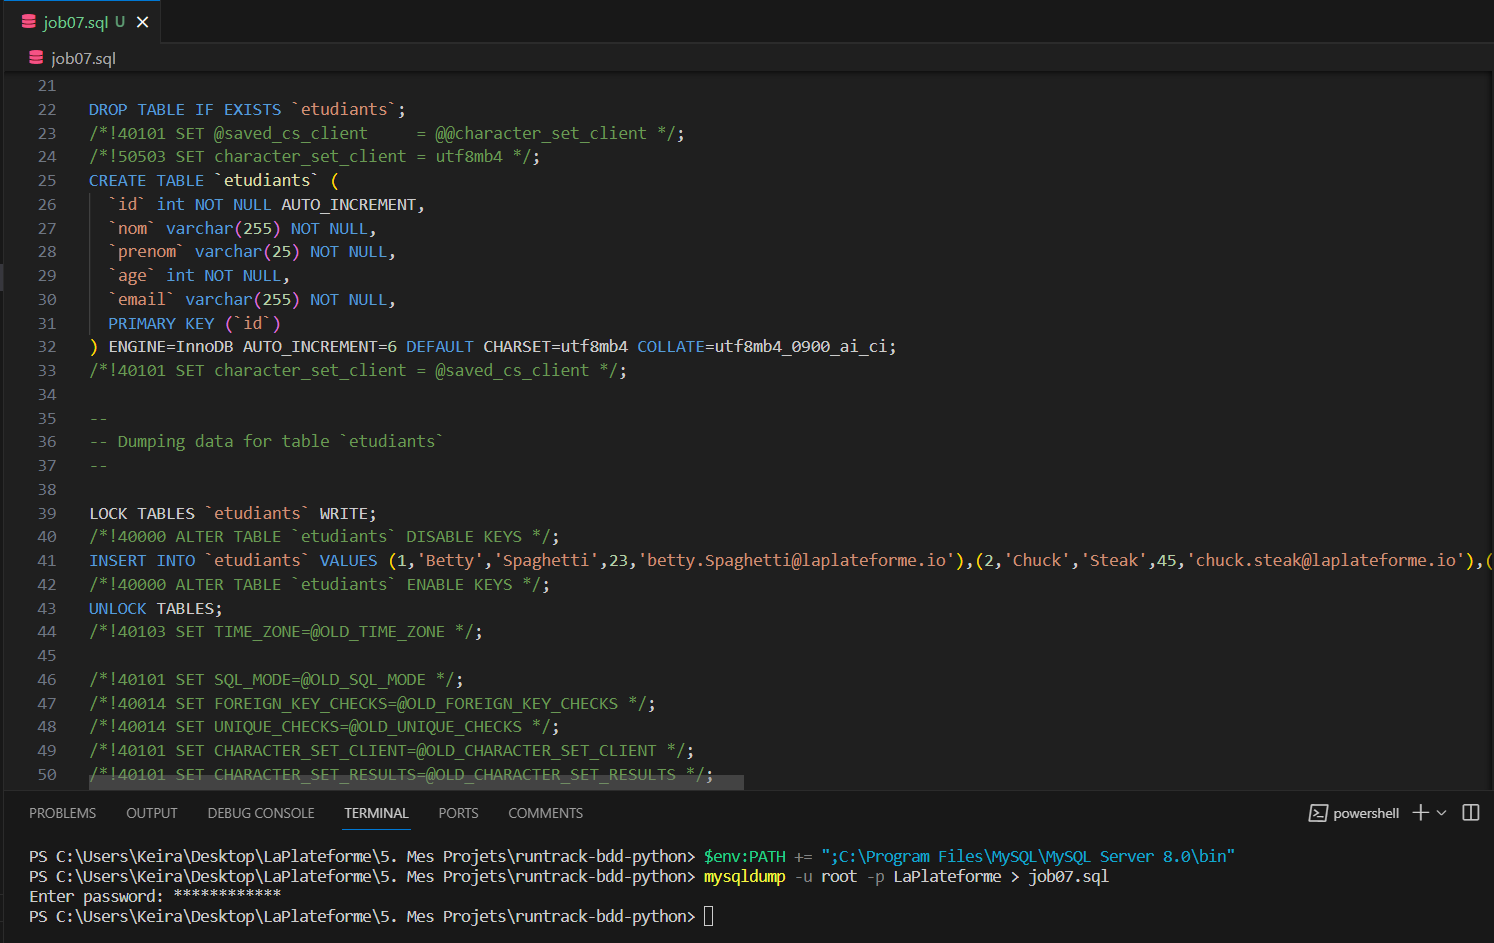 job07.sql U
job07.sql
21
22 DROP TABLE IF EXISTS `etudiants`;
23 /*!40101 SET @saved_cs_client     = @@character_set_client */;
24 /*!50503 SET character_set_client = utf8mb4 */;
25 CREATE TABLE `etudiants` (
26   `id` int NOT NULL AUTO_INCREMENT,
27   `nom` varchar(255) NOT NULL,
28   `prenom` varchar(25) NOT NULL,
29   `age` int NOT NULL,
30   `email` varchar(255) NOT NULL,
31   PRIMARY KEY (`id`)
32 ) ENGINE=InnoDB AUTO_INCREMENT=6 DEFAULT CHARSET=utf8mb4 COLLATE=utf8mb4_0900_ai_ci;
33 /*!40101 SET character_set_client = @saved_cs_client */;
34
35 --
36 -- Dumping data for table `etudiants`
37 --
38
39 LOCK TABLES `etudiants` WRITE;
40 /*!40000 ALTER TABLE `etudiants` DISABLE KEYS */;
41 INSERT INTO `etudiants` VALUES (1,'Betty','Spaghetti',23,'betty.Spaghetti@laplateforme.io'),(2,'Chuck','Steak',45,'chuck.steak@laplateforme.io'),(
42 /*!40000 ALTER TABLE `etudiants` ENABLE KEYS */;
43 UNLOCK TABLES;
44 /*!40103 SET TIME_ZONE=@OLD_TIME_ZONE */;
45
46 /*!40101 SET SQL_MODE=@OLD_SQL_MODE */;
47 /*!40014 SET FOREIGN_KEY_CHECKS=@OLD_FOREIGN_KEY_CHECKS */;
48 /*!40014 SET UNIQUE_CHECKS=@OLD_UNIQUE_CHECKS */;
49 /*!40101 SET CHARACTER_SET_CLIENT=@OLD_CHARACTER_SET_CLIENT */;
50 /*!40101 SET CHARACTER_SET_RESULTS=@OLD_CHARACTER_SET_RESULTS */;
PROBLEMS OUTPUT DEBUG CONSOLE TERMINAL PORTS COMMENTS powershell
PS C:\Users\Keira\Desktop\LaPlateforme\5. Mes Projets\runtrack-bdd-python> $env:PATH += ";C:\Program Files\MySQL\MySQL Server 8.0\bin"
PS C:\Users\Keira\Desktop\LaPlateforme\5. Mes Projets\runtrack-bdd-python> mysqldump -u root -p LaPlateforme > job07.sql
Enter password: ************
PS C:\Users\Keira\Desktop\LaPlateforme\5. Mes Projets\runtrack-bdd-python>